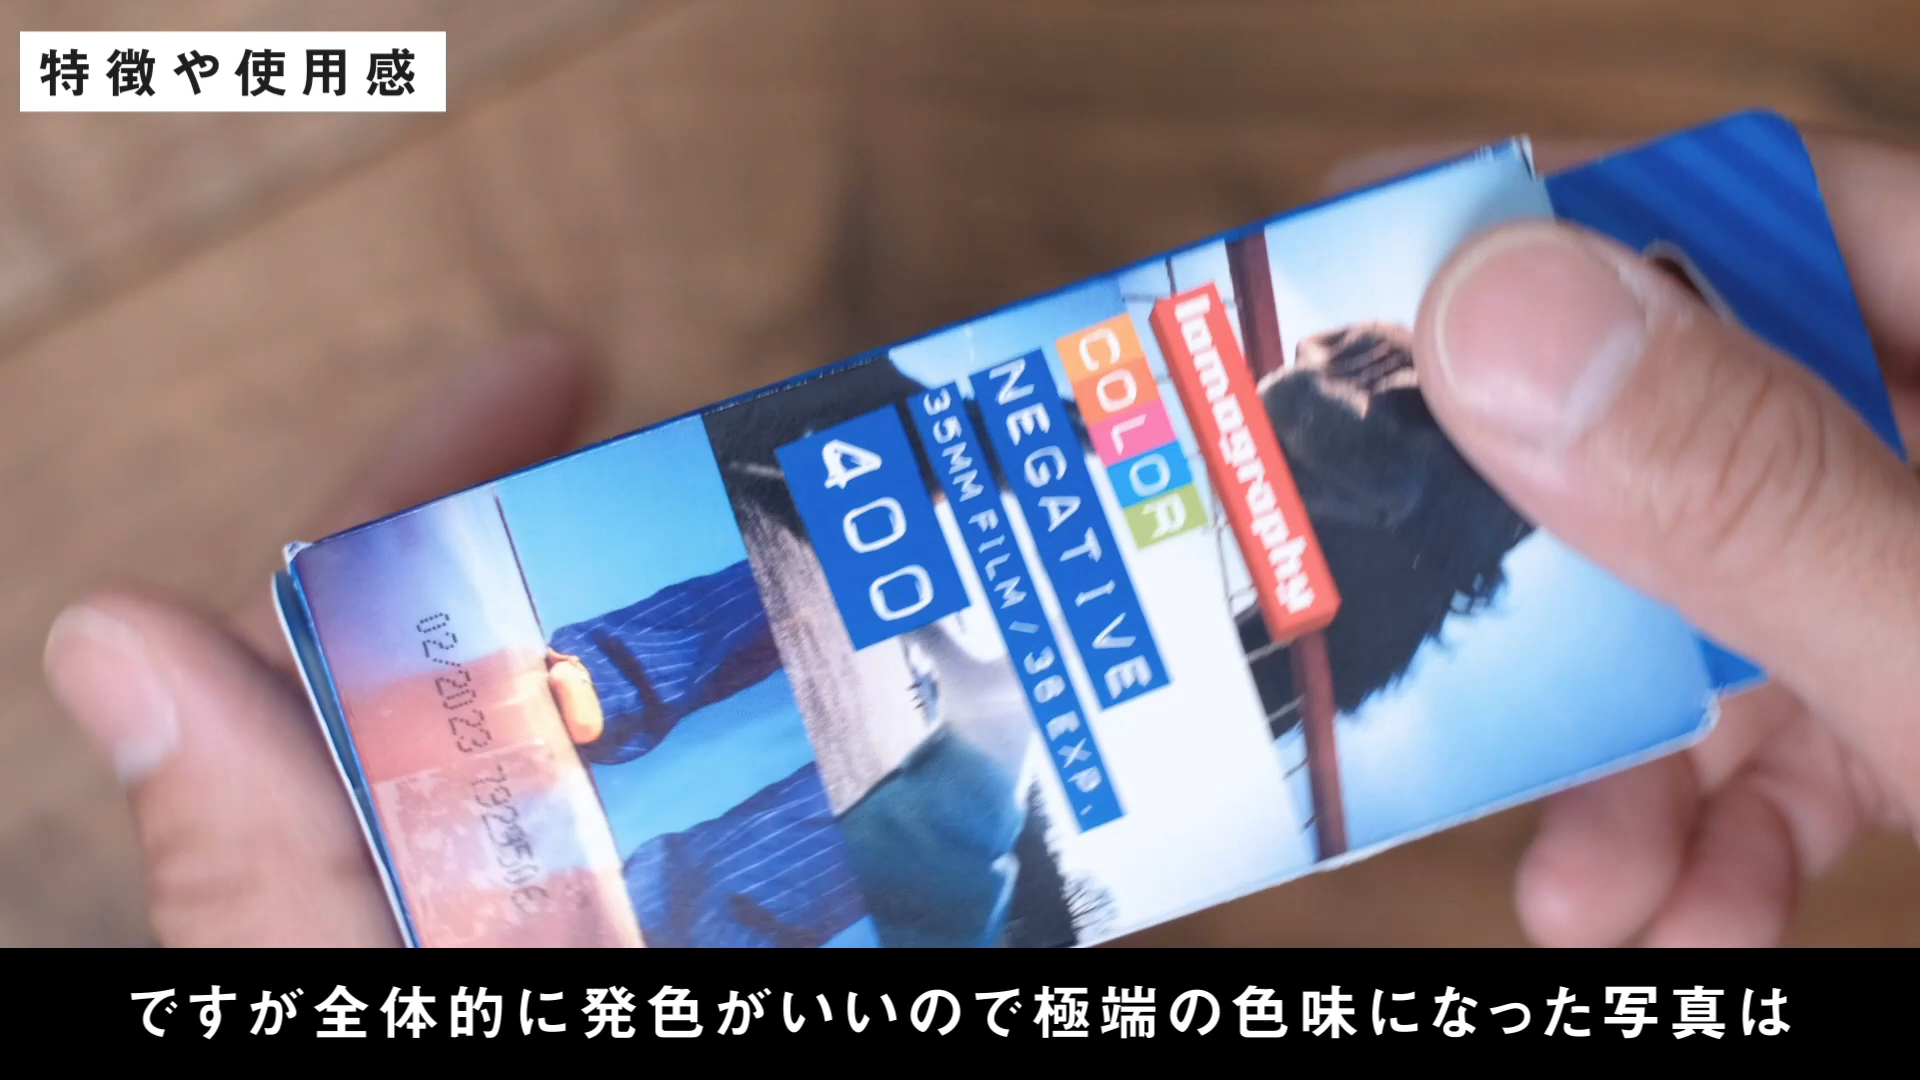 特徴や使用感
lomography
COLOR
NEGATIVE
35MM FILM / 36 EXP.
400
02/2023
ですが全体的に発色がいいので極端の色味になった写真は